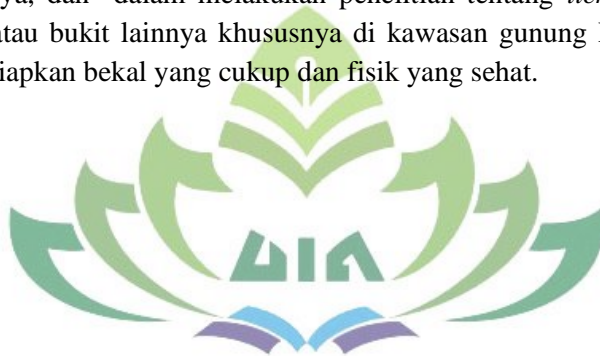 ya, dan dalam melakukan penelitian tentang
atau bukit lainnya khususnya di kawasan gunung
iapkan bekal yang cukup dan fisik yang sehat.
UIN